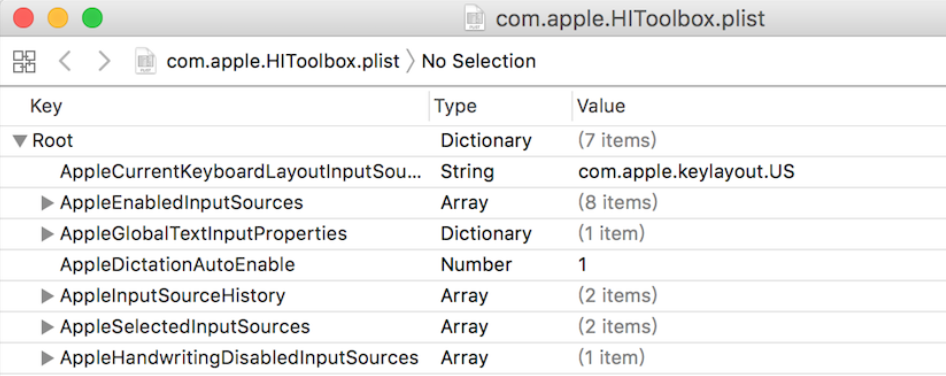 com.apple.HIToolbox.plist
com.apple.HIToolbox.plist 〉 No Selection
Key Type Value
Root Dictionary (7 items)
AppleCurrentKeyboardLayoutInputSou... String com.apple.keylayout.US
AppleEnabledInputSources Array (8 items)
AppleGlobalTextInputProperties Dictionary (1 item)
AppleDictationAutoEnable Number 1
AppleInputSourceHistory Array (2 items)
AppleSelectedInputSources Array (2 items)
AppleHandwritingDisabledInputSources Array (1 item)